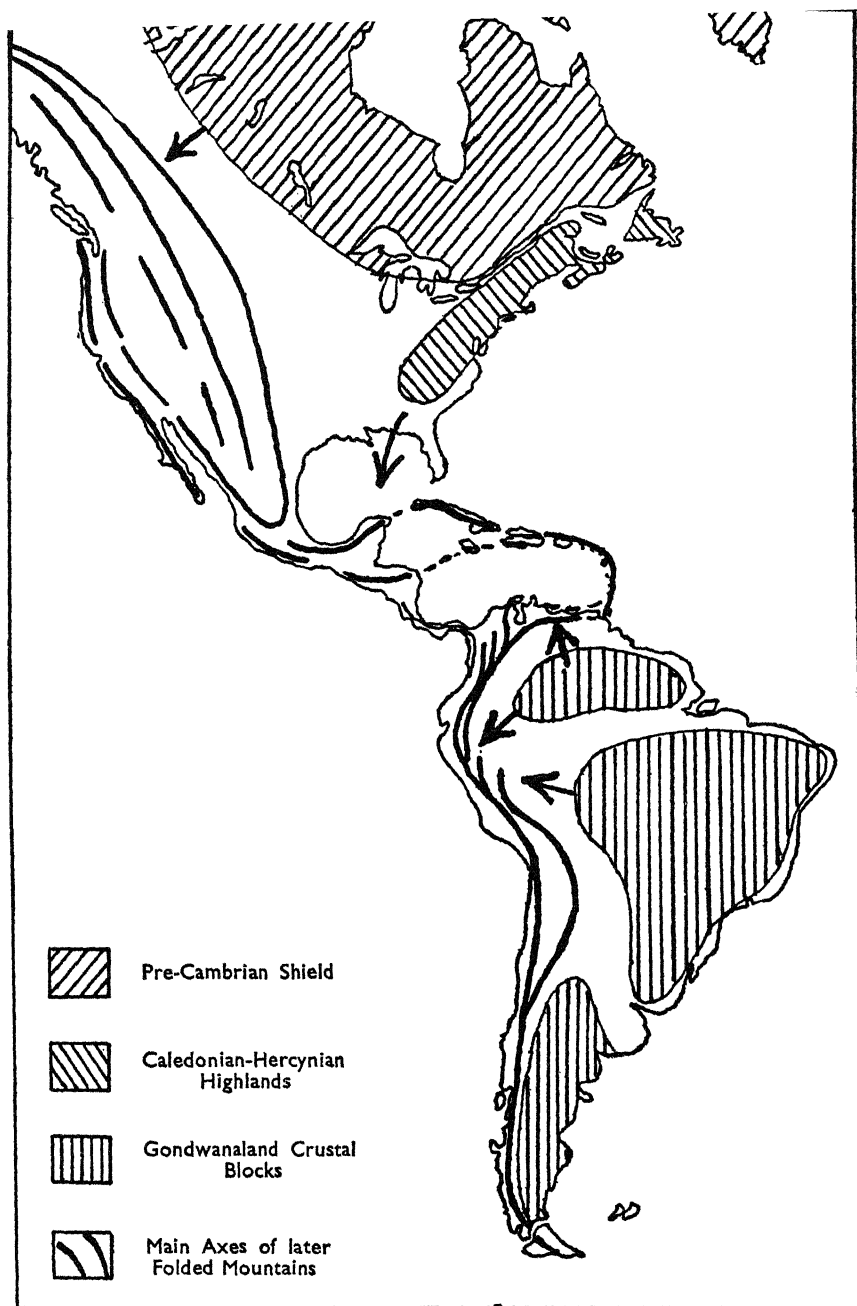 Pre-Cambrian Shield
Caledonian-Hercynian
Highlands
Gondwanaland Crustal
Blocks
Main Axes of later
Folded Mountains